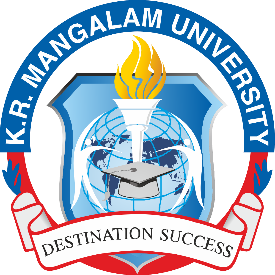 K.R. MANGALAM UNIVERSITY
DESTINATION SUCCESS